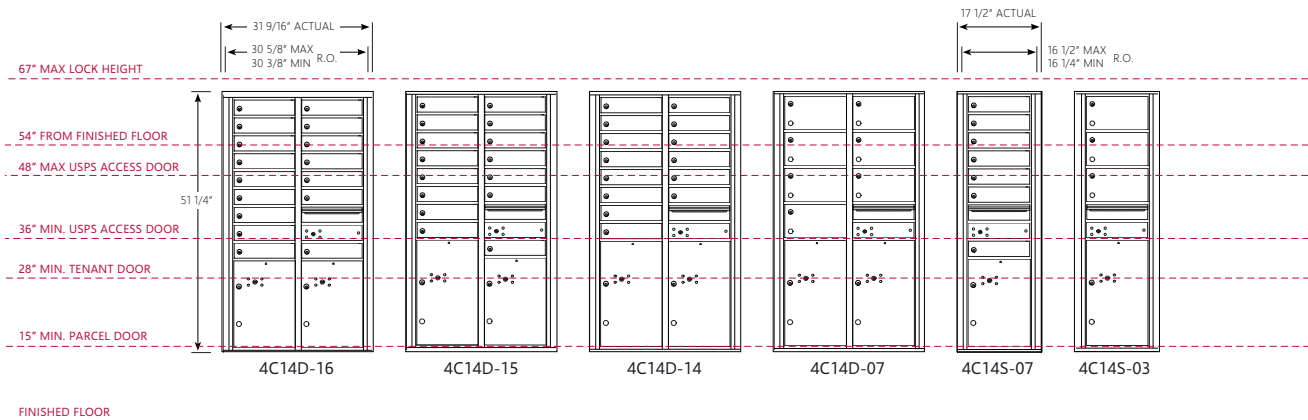 31 9/16" ACTUAL
30 5/8" MAX
30 3/8" MIN
R.O.
17 1/2" ACTUAL
16 1/2" MAX
16 1/4" MIN
R.O.
67" MAX LOCK HEIGHT
54" FROM FINISHED FLOOR
48" MAX USPS ACCESS DOOR
51 1/4"
36" MIN. USPS ACCESS DOOR
28" MIN. TENANT DOOR
15" MIN. PARCEL DOOR
4C14D-16
4C14D-15
4C14D-14
4C14D-07
4C14S-07
4C14S-03
FINISHED FLOOR